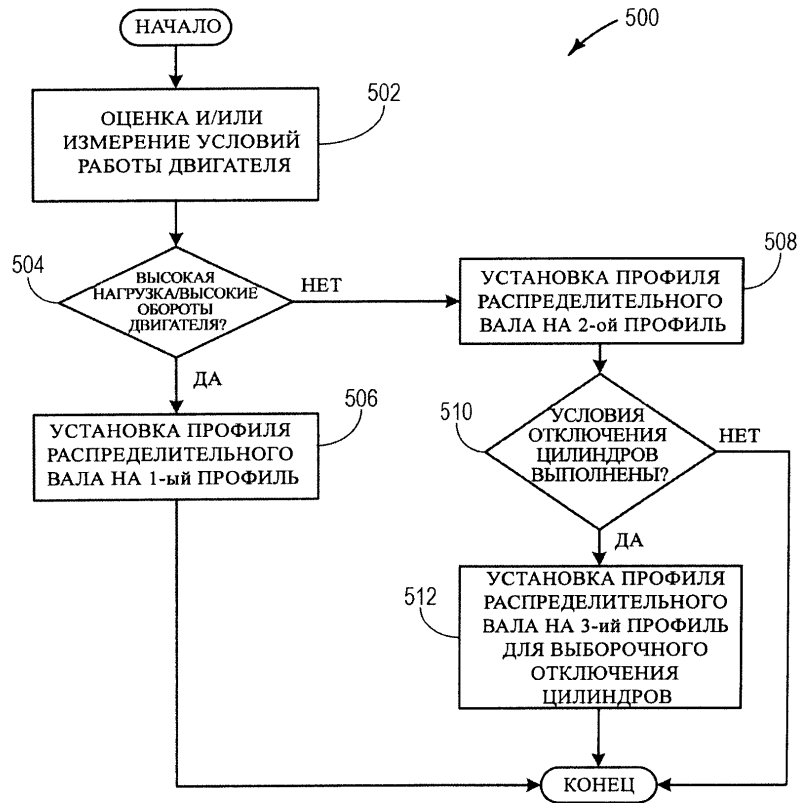 НАЧАЛО
500
ОЦЕНКА И/ИЛИ
ИЗМЕРЕНИЕ УСЛОВИЙ
РАБОТЫ ДВИГАТЕЛЯ
502
504
ВЫСОКАЯ
НАГРУЗКА/ВЫСОКИЕ
ОБОРОТЫ
ДВИГАТЕЛЯ?
НЕТ
ДА
508
УСТАНОВКА ПРОФИЛЯ
РАСПРЕДЕЛИТЕЛЬНОГО
ВАЛА НА 2-ой ПРОФИЛЬ
506
УСТАНОВКА ПРОФИЛЯ
РАСПРЕДЕЛИТЕЛЬНОГО
ВАЛА НА 1-ый ПРОФИЛЬ
510
УСЛОВИЯ
ОТКЛЮЧЕНИЯ
ЦИЛИНДРОВ
ВЫПОЛНЕНЫ?
НЕТ
ДА
512
УСТАНОВКА ПРОФИЛЯ
РАСПРЕДЕЛИТЕЛЬНОГО
ВАЛА НА 3-ий ПРОФИЛЬ
ДЛЯ ВЫБОРОЧНОГО
ОТКЛЮЧЕНИЯ
ЦИЛИНДРОВ
КОНЕЦ